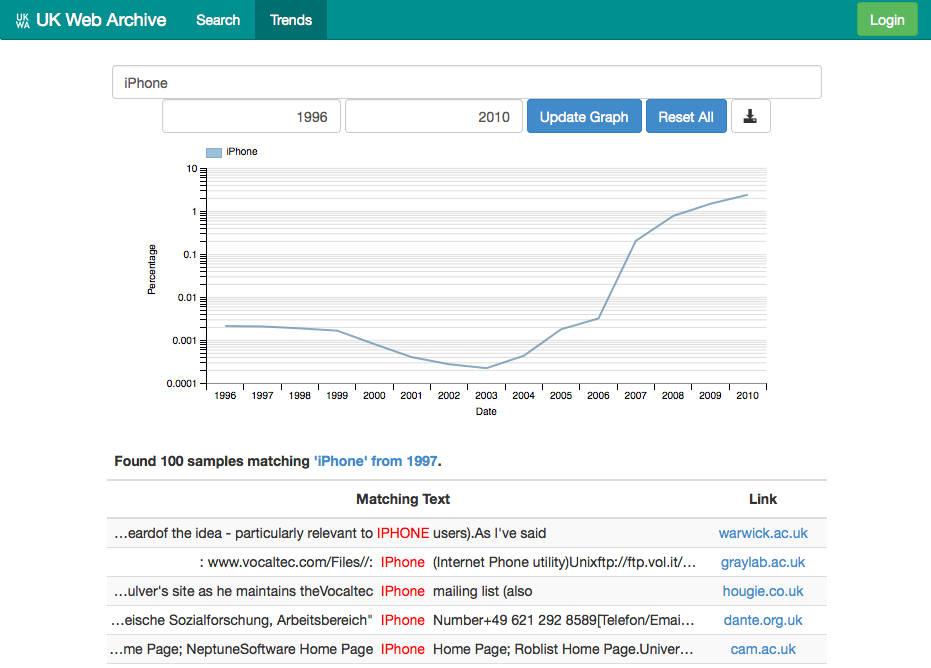 UK WA UK Web Archive Search Trends Login
iPhone
1996 2010 Update Graph Reset All
iPhone
10
1
0.1
0.01
0.001
0.0001
Percentage
1996 1997 1998 1999 2000 2001 2002 2003 2004 2005 2006 2007 2008 2009 2010
Date
Found 100 samples matching 'iPhone' from 1997.
Matching Text Link
...eardof the idea - particularly relevant to IPHONE users).As I've said warwick.ac.uk
: www.vocaltec.com/Files//: IPhone (Internet Phone utility)Unixftp://ftp.vol.it/... graylab.ac.uk
...ulver's site as he maintains theVocaltec IPhone mailing list (also hougie.co.uk
...eische Sozialforschung, Arbeitsbereich" IPhone Number+49 621 292 8589[Telefon/Emai... dante.org.uk
...me Page; NeptuneSoftware Home Page IPhone Home Page; Roblist Home Page.Univer... cam.ac.uk